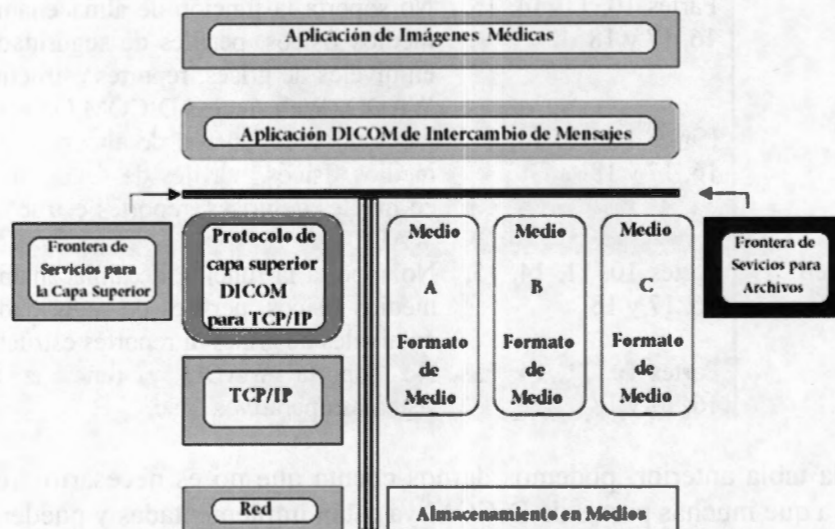 Aplicación de Imágenes Médicas
Aplicación DICOM de Intercambio de Mensajes
Frontera de
Servicios para
la Capa Superior
Protocolo de
capa superior
DICOM
para TCP/IP
TCP/IP
Red
Medio
A
Formato
de
Medio
Medio
B
Formato
de
Medio
Medio
C
Formato
de
Medio
Frontera de
Sevicios para
Archivos
Almacenamiento en Medios